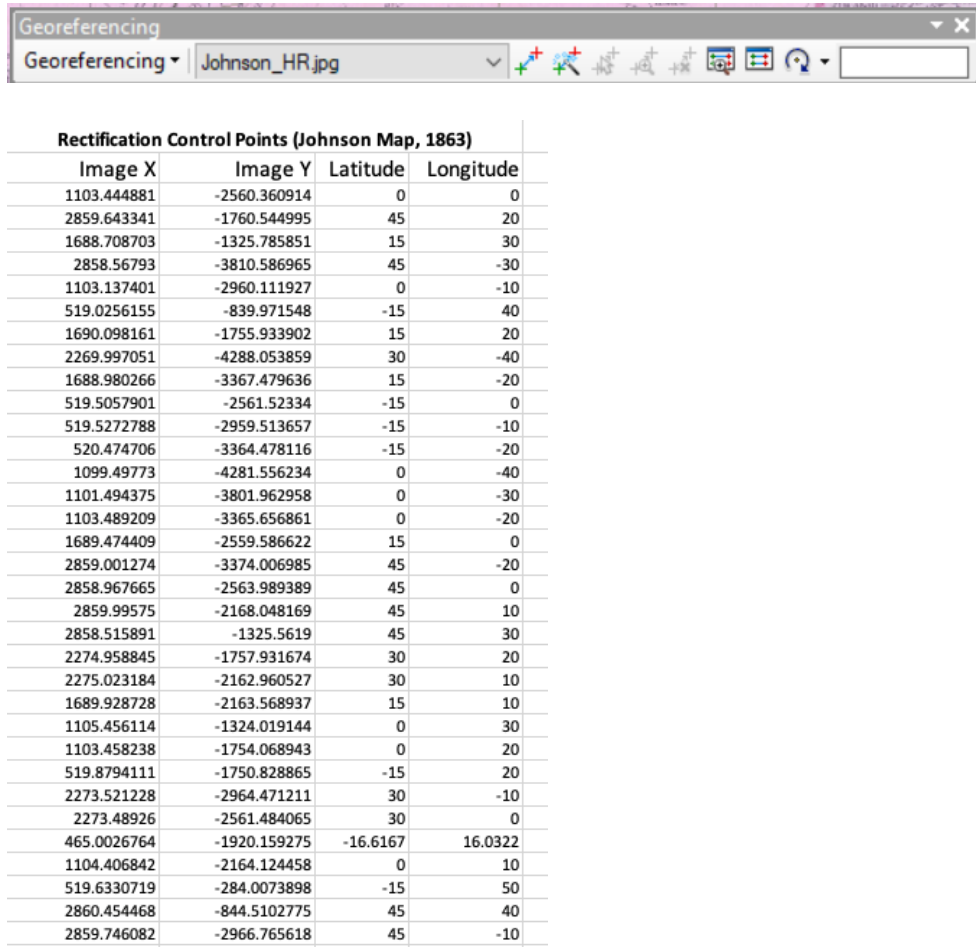 Georeferencing
Georeferencing Johnson_HR.jpg
Rectification Control Points (Johnson Map, 1863)
Image X Image Y Latitude Longitude
1103.444881 -2560.360914 0 0
2859.643341 -1760.544995 45 20
1688.708703 -1325.785851 15 30
2858.56793 -3810.586965 45 -30
1103.137401 -2960.111927 0 -10
519.0256155 -839.971548 -15 40
1690.098161 -1755.933902 15 20
2269.997051 -4288.053859 30 -40
1688.980266 -3367.479636 15 -20
519.5057901 -2561.52334 -15 0
519.5272788 -2959.513657 -15 -10
520.474706 -3364.478116 -15 -20
1099.49773 -4281.556234 0 -40
1101.494375 -3801.962958 0 -30
1103.489209 -3365.656861 0 -20
1689.474409 -2559.586622 15 0
2859.001274 -3374.006985 45 -20
2858.967665 -2563.989389 45 0
2859.99575 -2168.048169 45 10
2858.515891 -1325.5619 45 30
2274.958845 -1757.931674 30 20
2275.023184 -2162.960527 30 10
1689.928728 -2163.568937 15 10
1105.456114 -1324.019144 0 30
1103.458238 -1754.068943 0 20
519.8794111 -1750.828865 -15 20
2273.521228 -2964.471211 30 -10
2273.48926 -2561.484065 30 0
465.0026764 -1920.159275 -16.6167 16.0322
1104.406842 -2164.124458 0 10
519.6330719 -284.0073898 -15 50
2860.454468 -844.5102775 45 40
2859.746082 -2966.765618 45 -10